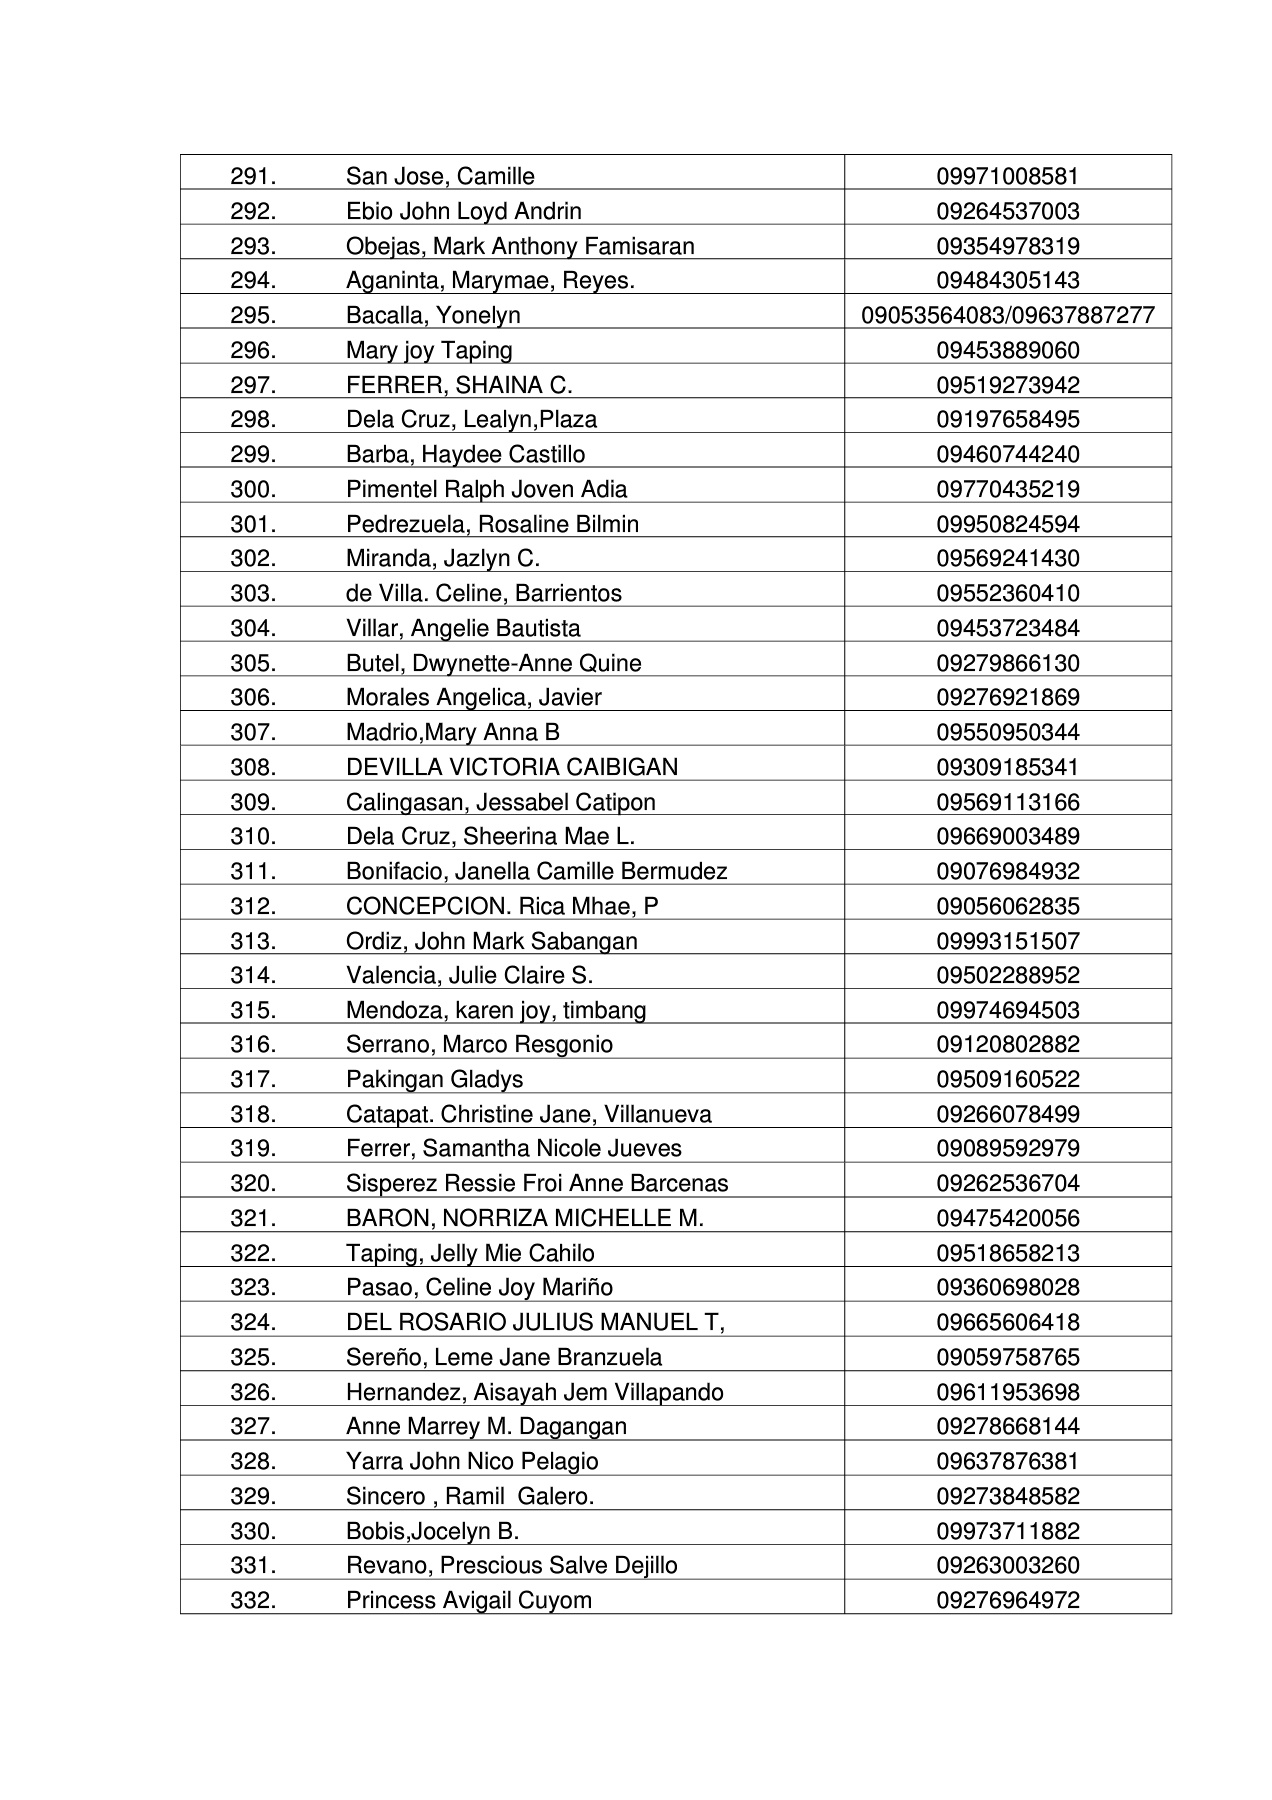 291. San Jose, Camille 09971008581
292. Ebio John Loyd Andrin 09264537003
293. Obejas, Mark Anthony Famisaran 09354978319
294. Aganinta, Marymae, Reyes. 09484305143
295. Bacalla, Yonelyn 09053564083/09637887277
296. Mary joy Taping 09453889060
297. FERRER, SHAINA C. 09519273942
298. Dela Cruz, Lealyn,Plaza 09197658495
299. Barba, Haydee Castillo 09460744240
300. Pimentel Ralph Joven Adia 09770435219
301. Pedrezuela, Rosaline Bilmin 09950824594
302. Miranda, Jazlyn C. 09569241430
303. de Villa. Celine, Barrientos 09552360410
304. Villar, Angelie Bautista 09453723484
305. Butel, Dwynette-Anne Quine 09279866130
306. Morales Angelica, Javier 09276921869
307. Madrio,Mary Anna B 09550950344
308. DEVILLA VICTORIA CAIBIGAN 09309185341
309. Calingasan, Jessabel Catipon 09569113166
310. Dela Cruz, Sheerina Mae L. 09669003489
311. Bonifacio, Janella Camille Bermudez 09076984932
312. CONCEPCION. Rica Mhae, P 09056062835
313. Ordiz, John Mark Sabangan 09993151507
314. Valencia, Julie Claire S. 09502288952
315. Mendoza, karen joy, timbang 09974694503
316. Serrano, Marco Resgonio 09120802882
317. Pakingan Gladys 09509160522
318. Catapat. Christine Jane, Villanueva 09266078499
319. Ferrer, Samantha Nicole Jueves 09089592979
320. Sisperez Ressie Froi Anne Barcenas 09262536704
321. BARON, NORRIZA MICHELLE M. 09475420056
322. Taping, Jelly Mie Cahilo 09518658213
323. Pasao, Celine Joy Mariño 09360698028
324. DEL ROSARIO JULIUS MANUEL T, 09665606418
325. Sereño, Leme Jane Branzuela 09059758765
326. Hernandez, Aisayah Jem Villapando 09611953698
327. Anne Marrey M. Dagangan 09278668144
328. Yarra John Nico Pelagio 09637876381
329. Sincero , Ramil  Galero. 09273848582
330. Bobis,Jocelyn B. 09973711882
331. Revano, Prescious Salve Dejillo 09263003260
332. Princess Avigail Cuyom 09276964972